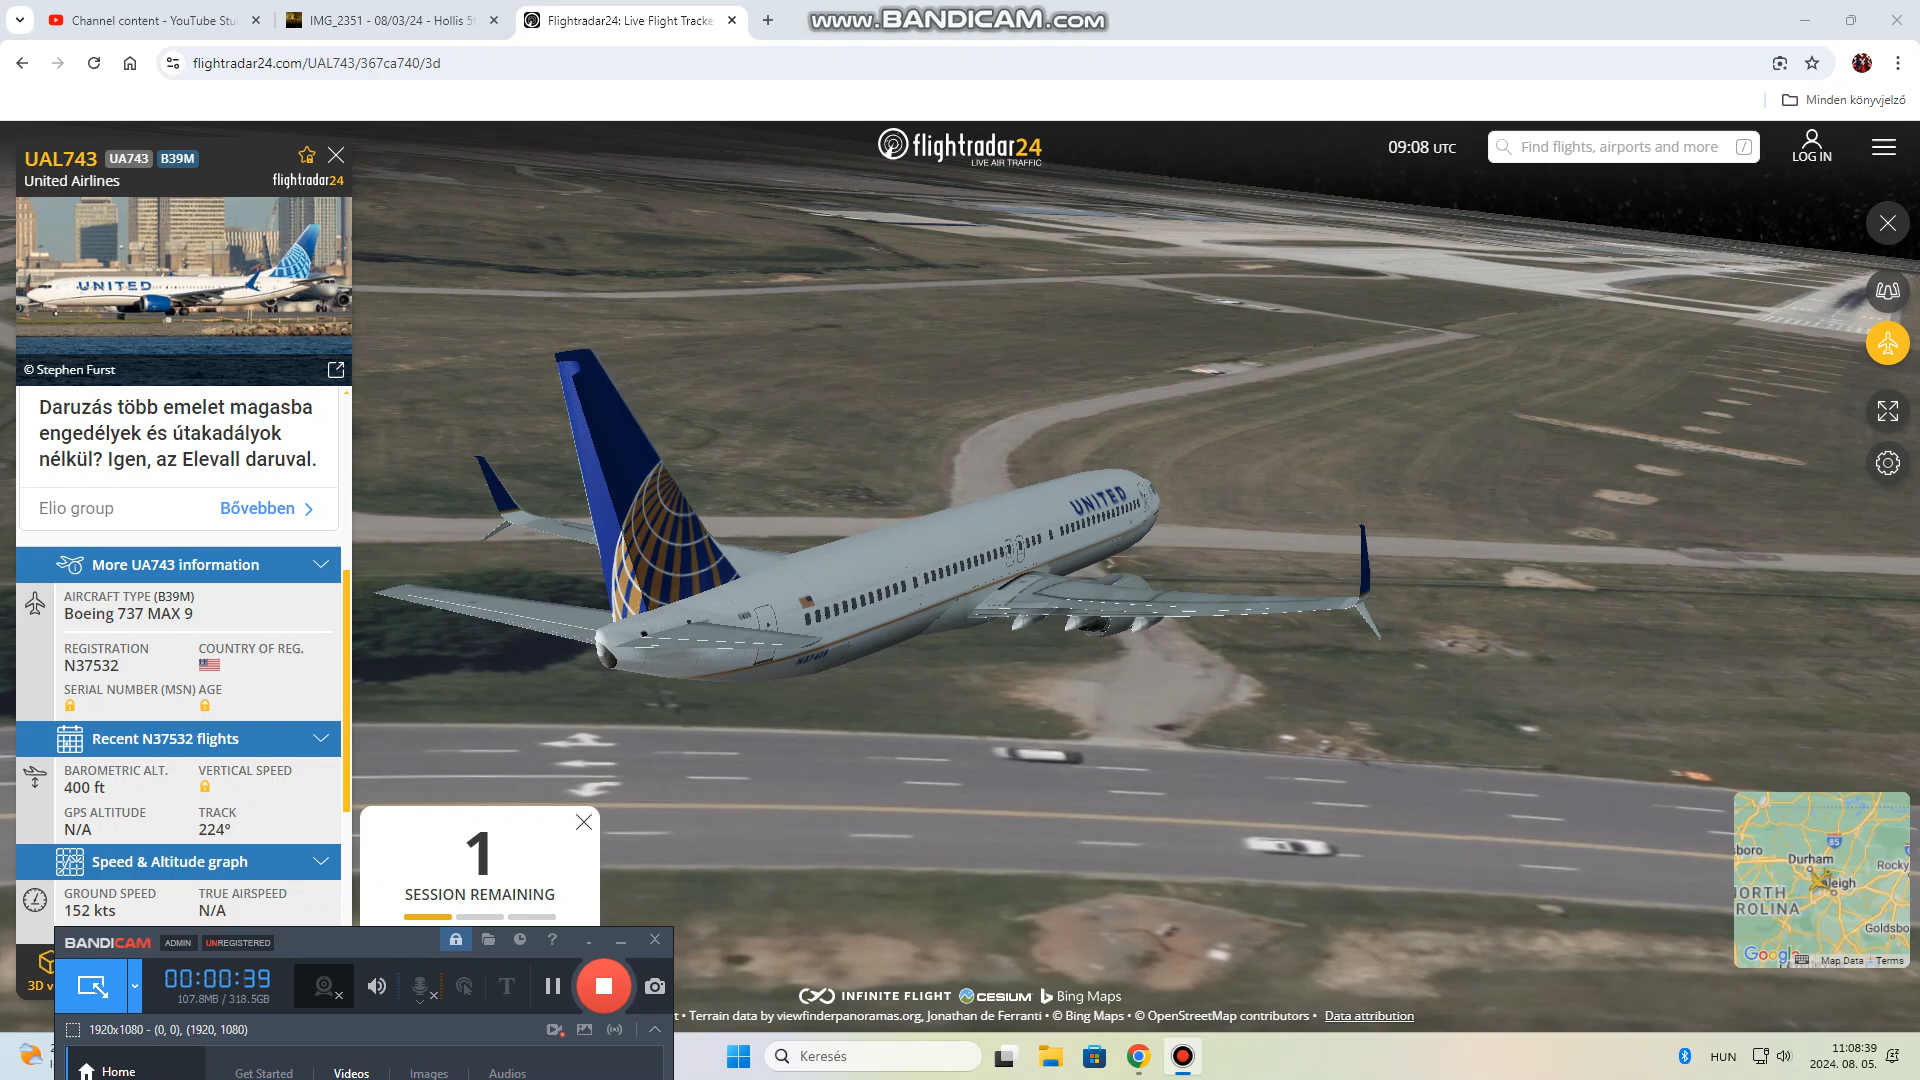 Channel content - YouTube Stu
IMG_2351 - 08/03/24 - Hollis St
Flightradar24: Live Flight Tracke
www.BANDICAM.com
flightradar24.com/UAL743/367ca740/3d
Minden könyvjelző
UAL743 UA743 B39M
United Airlines
flightradar24
flightradar24
LIVE AIR TRAFFIC
09:08 UTC
Find flights, airports and more /
LOG IN
UNITED
© Stephen Furst
Daruzás több emelet magasba
engedélyek és útakadályok
nélkül? Igen, az Elevall daruval.
Elio group Bővebben
More UA743 information
AIRCRAFT TYPE (B39M)
Boeing 737 MAX 9
REGISTRATION COUNTRY OF REG.
N37532
SERIAL NUMBER (MSN) AGE
Recent N37532 flights
BAROMETRIC ALT. VERTICAL SPEED
400 ft
GPS ALTITUDE TRACK
N/A 224°
Speed & Altitude graph
GROUND SPEED TRUE AIRSPEED
152 kts N/A
3D v
UNITED
1
SESSION REMAINING
BANDICAM ADMIN UNREGISTERED
00:00:39
107.8MB / 318.5GB
1920x1080 - (0, 0), (1920, 1080)
Home
Get Started Videos Images Audios
boro
85
Durham
Rocky
leigh
ORTH
ROLINA
Goldsbo
Google
Map Data Terms
INFINITE FLIGHT CESIUM Bing Maps
t • Terrain data by viewfinderpanoramas.org, Jonathan de Ferranti • © Bing Maps • © OpenStreetMap contributors • Data attribution
Keresés
HUN
11:08:39
2024. 08. 05.